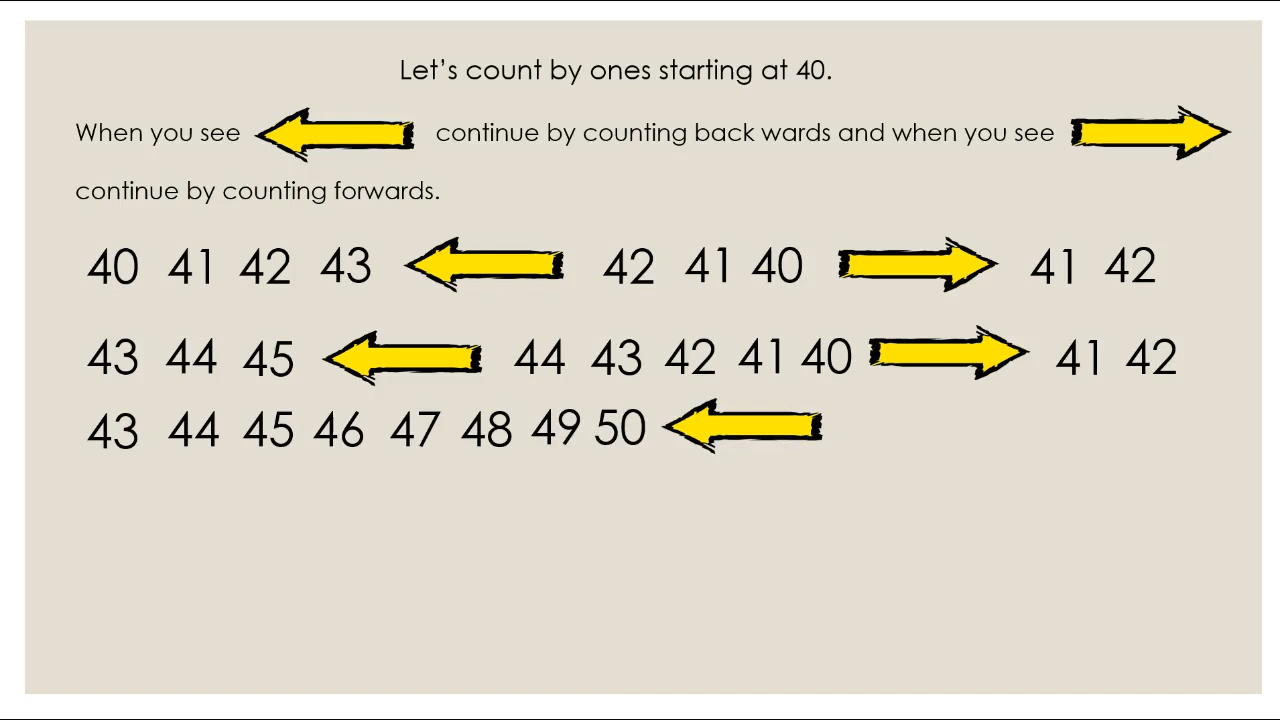 Let’s count by ones starting at 40.
When you see continue by counting back wards and when you see
continue by counting forwards.
40 41 42 43 42 41 40 41 42
43 44 45 44 43 42 41 40 41 42
43 44 45 46 47 48 49 50